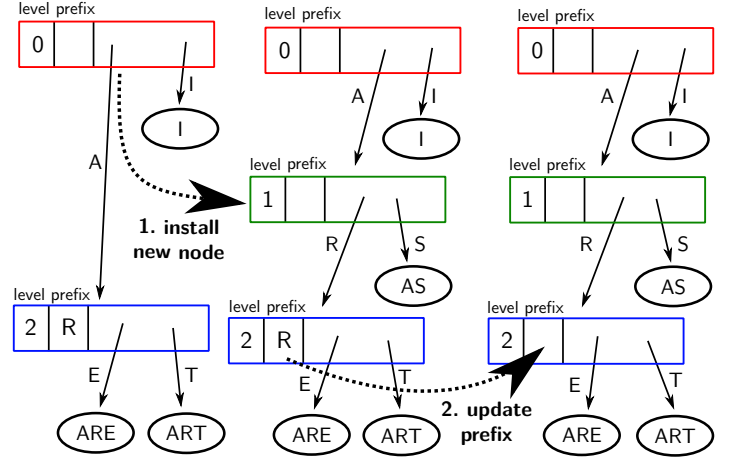 level prefix
0
I
I
A
level prefix
2 R
E
T
ARE
ART
1. install
new node
level prefix
0
A
I
I
level prefix
1
R
S
AS
level prefix
2 R
E
T
ARE
ART
2. update
prefix
level prefix
0
A
I
I
level prefix
1
R
S
AS
level prefix
2
E
T
ARE
ART